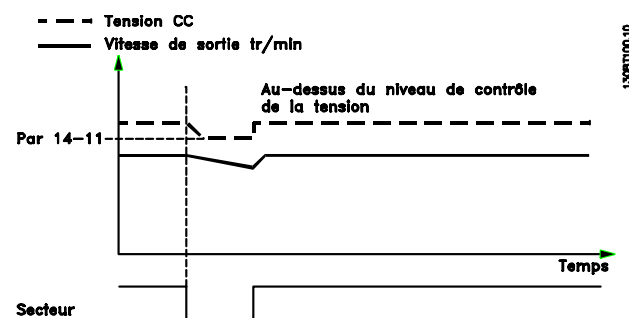 Tension CC
Vitesse de sortie tr/min
Au-dessus du niveau de contrôle
de la tension
Par 14-11
Temps
Secteur
130BT100.10